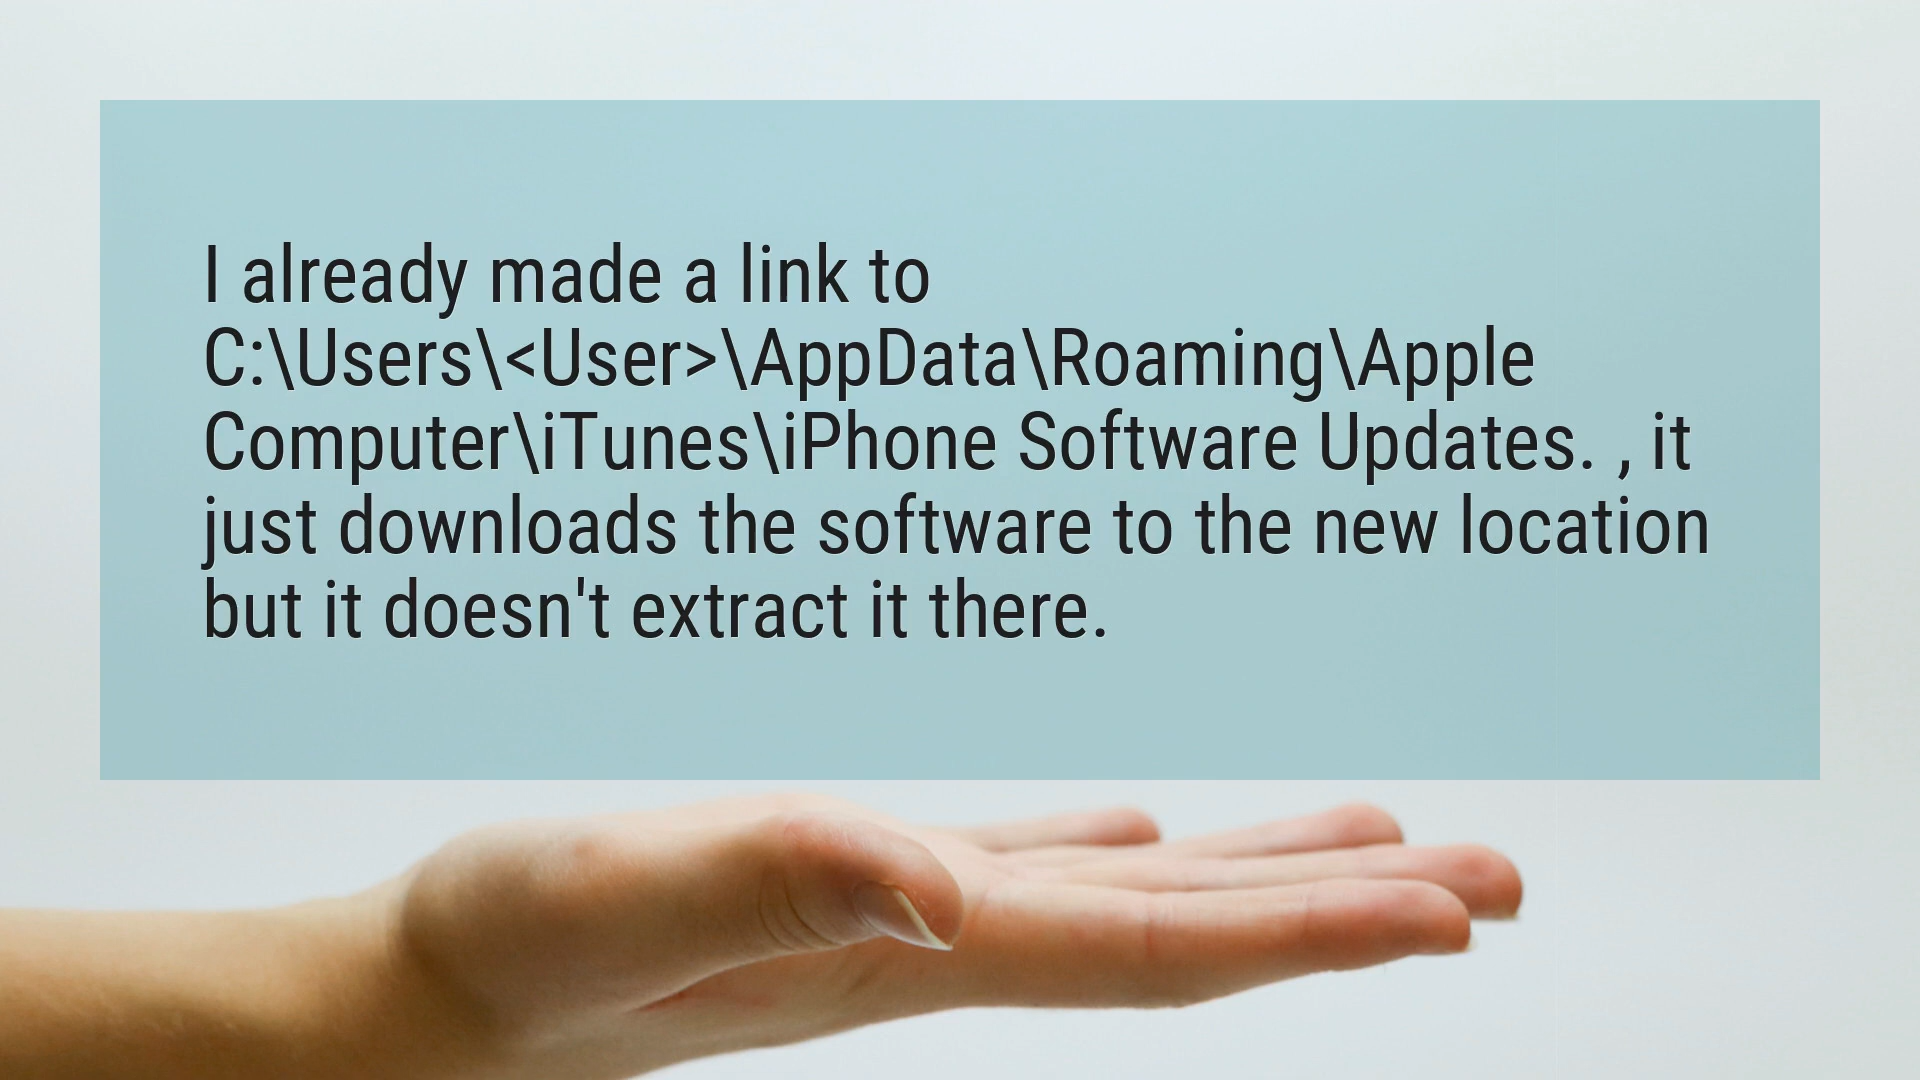 I already made a link to
C:\Users\<User>\AppData\Roaming\Apple
Computer\iTunes\iPhone Software Updates. , it
just downloads the software to the new location
but it doesn't extract it there.